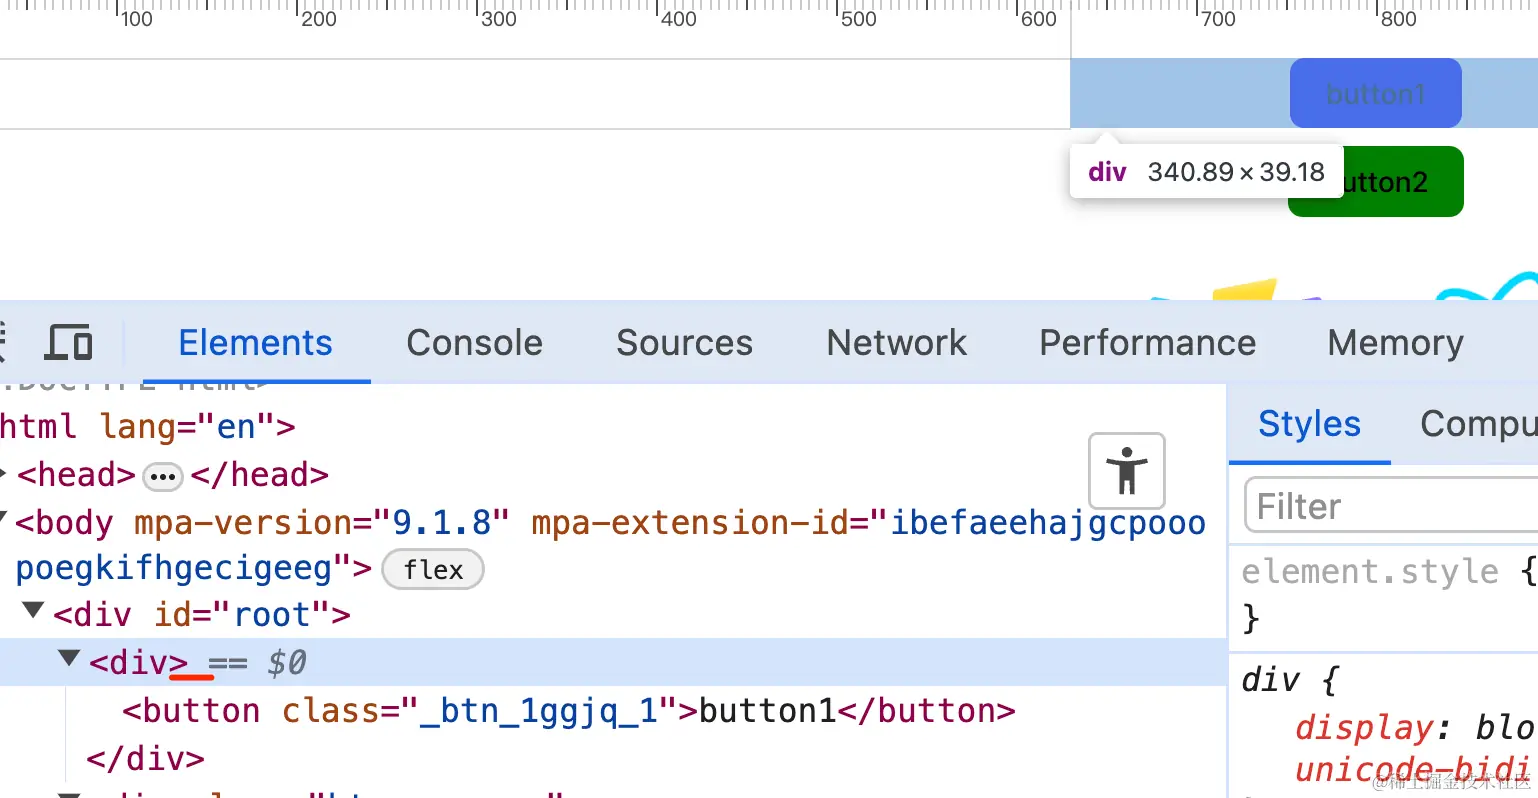 100 200 300 400 500 600 700 800
button1
div 340.89 × 39.18
utton2
Elements Console Sources Network Performance Memory
html lang="en">
<head> ••• </head>
<body mpa-version="9.1.8" mpa-extension-id="ibefaeehajgcpooo
poegkifhgecigeeg"> flex
<div id="root">
<div> == $0
<button class="_btn_1ggjq_1">button1</button>
</div>
Styles Compu
Filter
element.style {
}
div {
display: blo
unicode-bidi
@稀土掘金技术社区